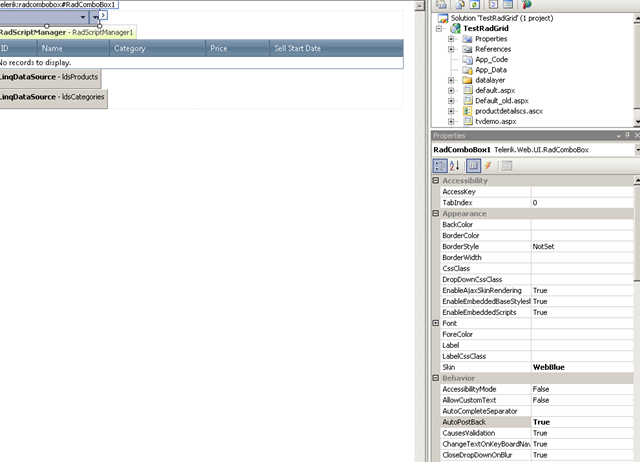 telerik:radcombobox#RadComboBox1
RadScriptManager - RadScriptManager1
ID Name Category Price Sell Start Date
No records to display.
LinqDataSource - ldsProducts
LinqDataSource - ldsCategories
Solution 'TestRadGrid' (1 project)
TestRadGrid
Properties
References
App_Code
App_Data
datalayer
default.aspx
Default_old.aspx
productdetailscs.ascx
tvdemo.aspx
Properties
RadComboBox1 Telerik.Web.UI.RadComboBox
Accessibility
AccessKey
TabIndex 0
Appearance
BackColor
BorderColor
BorderStyle NotSet
BorderWidth
CssClass
DropDownCssClass
EnableAjaxSkinRendering True
EnableEmbeddedBaseStylesl True
EnableEmbeddedScripts True
Font
ForeColor
Label
LabelCssClass
Skin WebBlue
Behavior
AccessibilityMode False
AllowCustomText False
AutoCompleteSeparator
AutoPostBack True
CausesValidation True
ChangeTextOnKeyBoardNav True
CloseDropDownOnBlur True